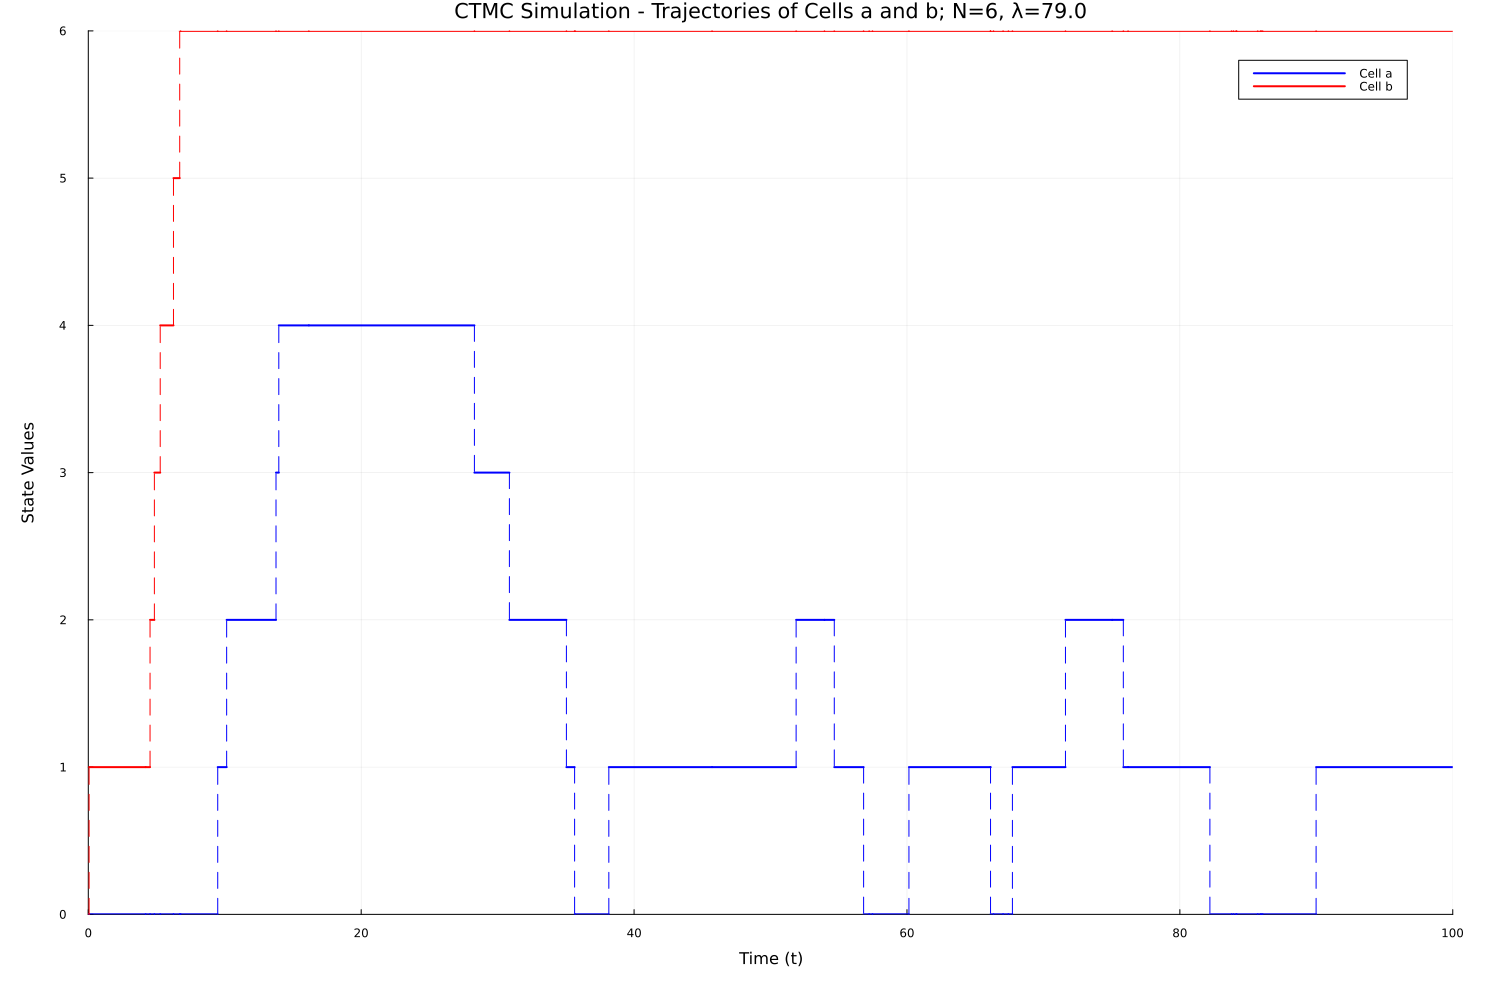 CTMC Simulation - Trajectories of Cells a and b; N=6, λ=79.0
6
Cell a
Cell b
5
4
State Values
3
2
1
0
0 20 40 60 80 100
Time (t)